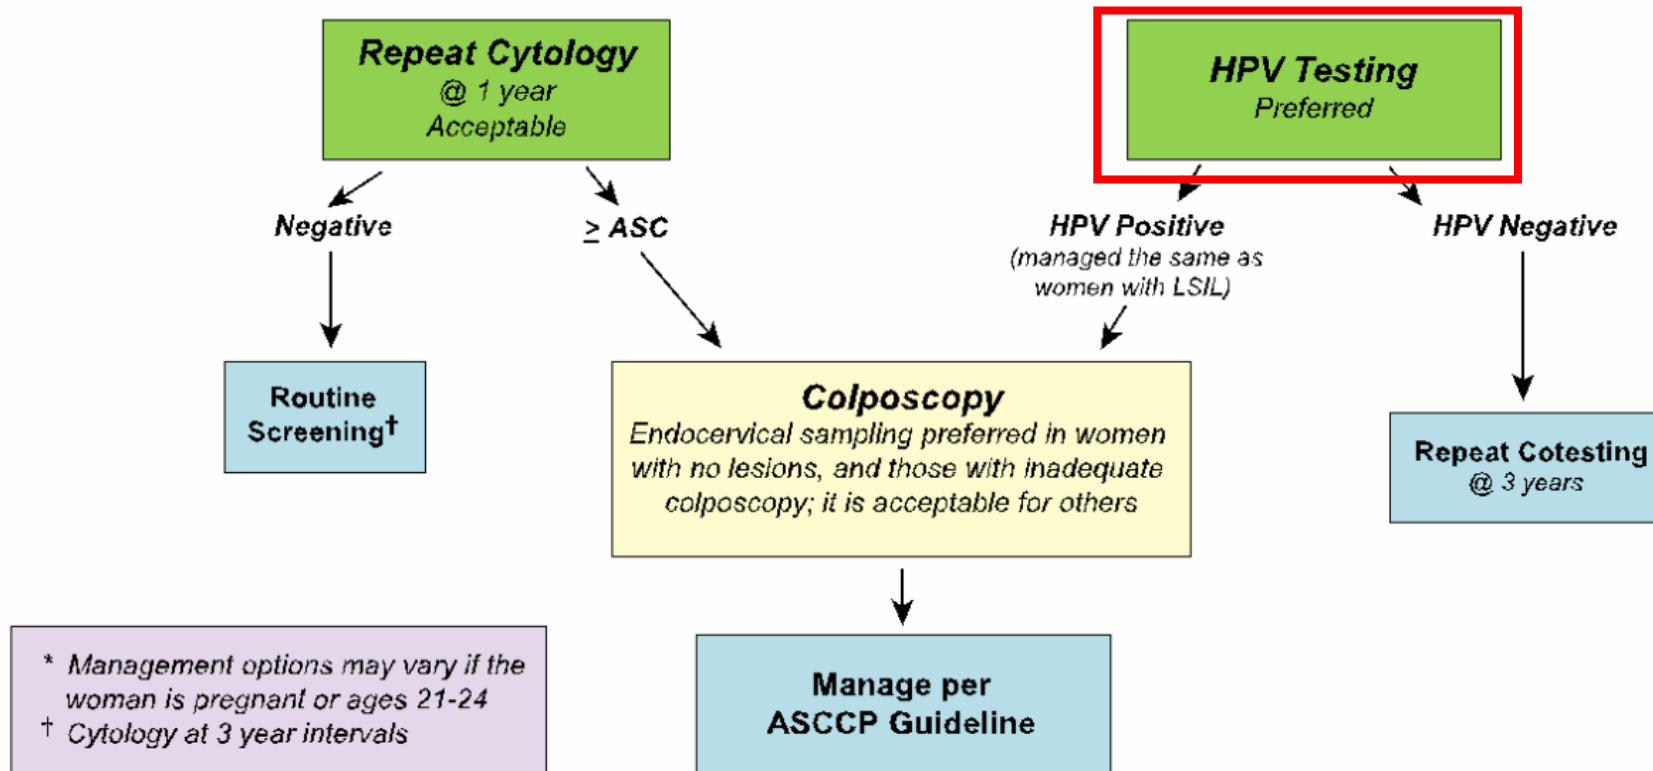 Repeat Cytology
@ 1 year
Acceptable
HPV Testing
Preferred
Negative
≥ ASC
HPV Positive
(managed the same as
women with LSIL)
HPV Negative
Routine
Screening†
Colposcopy
Endocervical sampling preferred in women
with no lesions, and those with inadequate
colposcopy; it is acceptable for others
Repeat Cotesting
@ 3 years
* Management options may vary if the
woman is pregnant or ages 21-24
† Cytology at 3 year intervals
Manage per
ASCCP Guideline